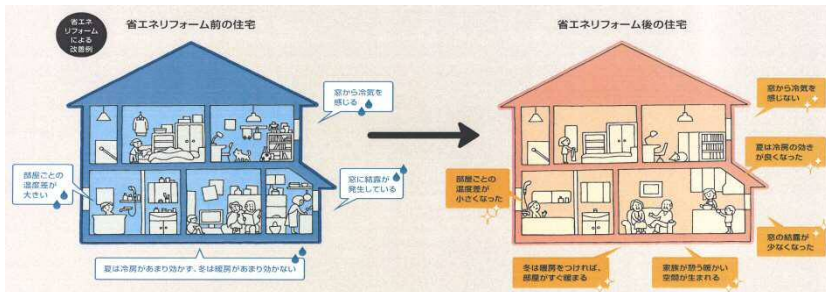 省エネ
リフォーム
による
改善例
省エネリフォーム前の住宅
窓から冷気を
感じる
部屋ごとの
温度差が
大きい
窓に結露が
発生している
夏は冷房があまり効かず、冬は暖房があまり効かない
省エネリフォーム後の住宅
窓から冷気を
感じない
夏は冷房の効き
が良くなった
部屋ごとの
温度差が
小さくなった
窓の結露が
少なくなった
冬は暖房をつければ、
部屋がすぐ暖まる
家族が憩う暖かい
空間が生まれる